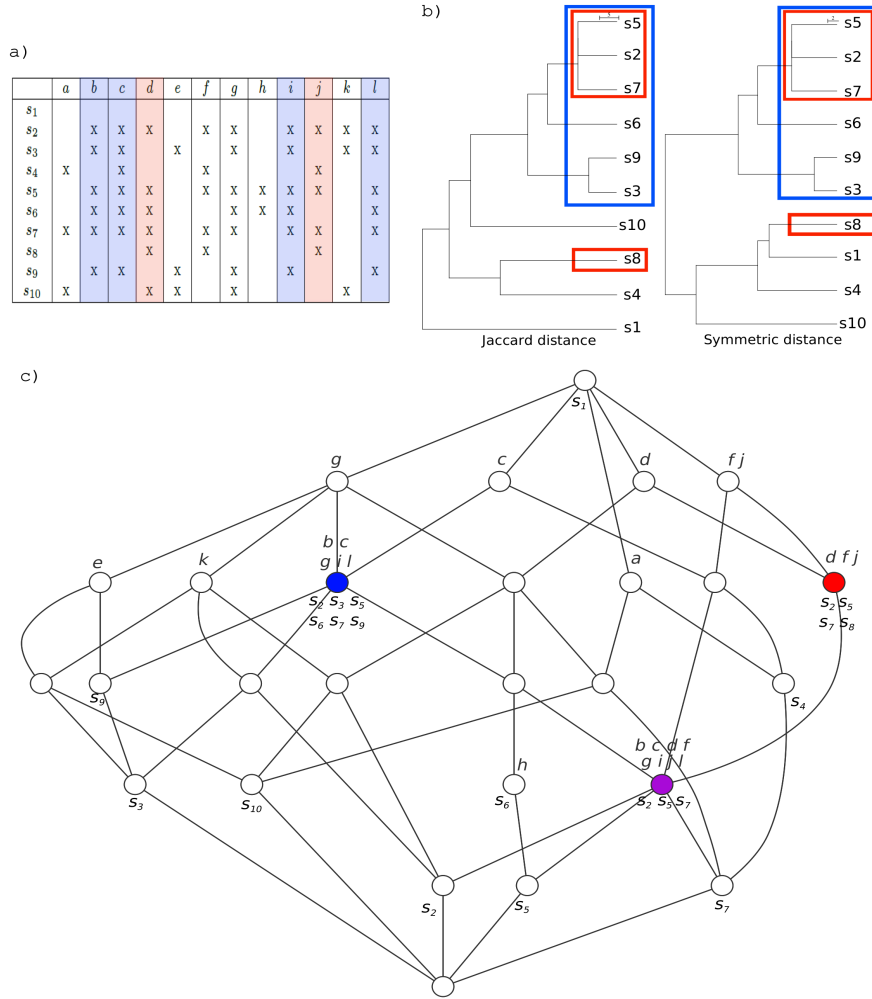 a)
a b c d e f g h i j k l
s₁
s₂ x x x x x x x x x
s₃ x x x x x x x
s₄ x x x x
s₅ x x x x x x x x x
s₆ x x x x x x x
s₇ x x x x x x x x x
s₈ x x x
s₉ x x x x x x
s₁₀ x x x x x
b)
s5
s2
s7
s6
s9
s3
s10
s8
s4
s1
Jaccard distance
s5
s2
s7
s6
s9
s3
s8
s1
s4
s10
Symmetric distance
c)
s₁
g
c
d
f j
e
k
b c
g i l
s₂ s₃ s₅
s₆ s₇ s₉
a
d f j
s₂ s₅
s₇ s₈
s₉
s₄
s₃
s₁₀
h
s₆
b c d f
g i j l
s₂ s₅ s₇
s₂
s₅
s₇